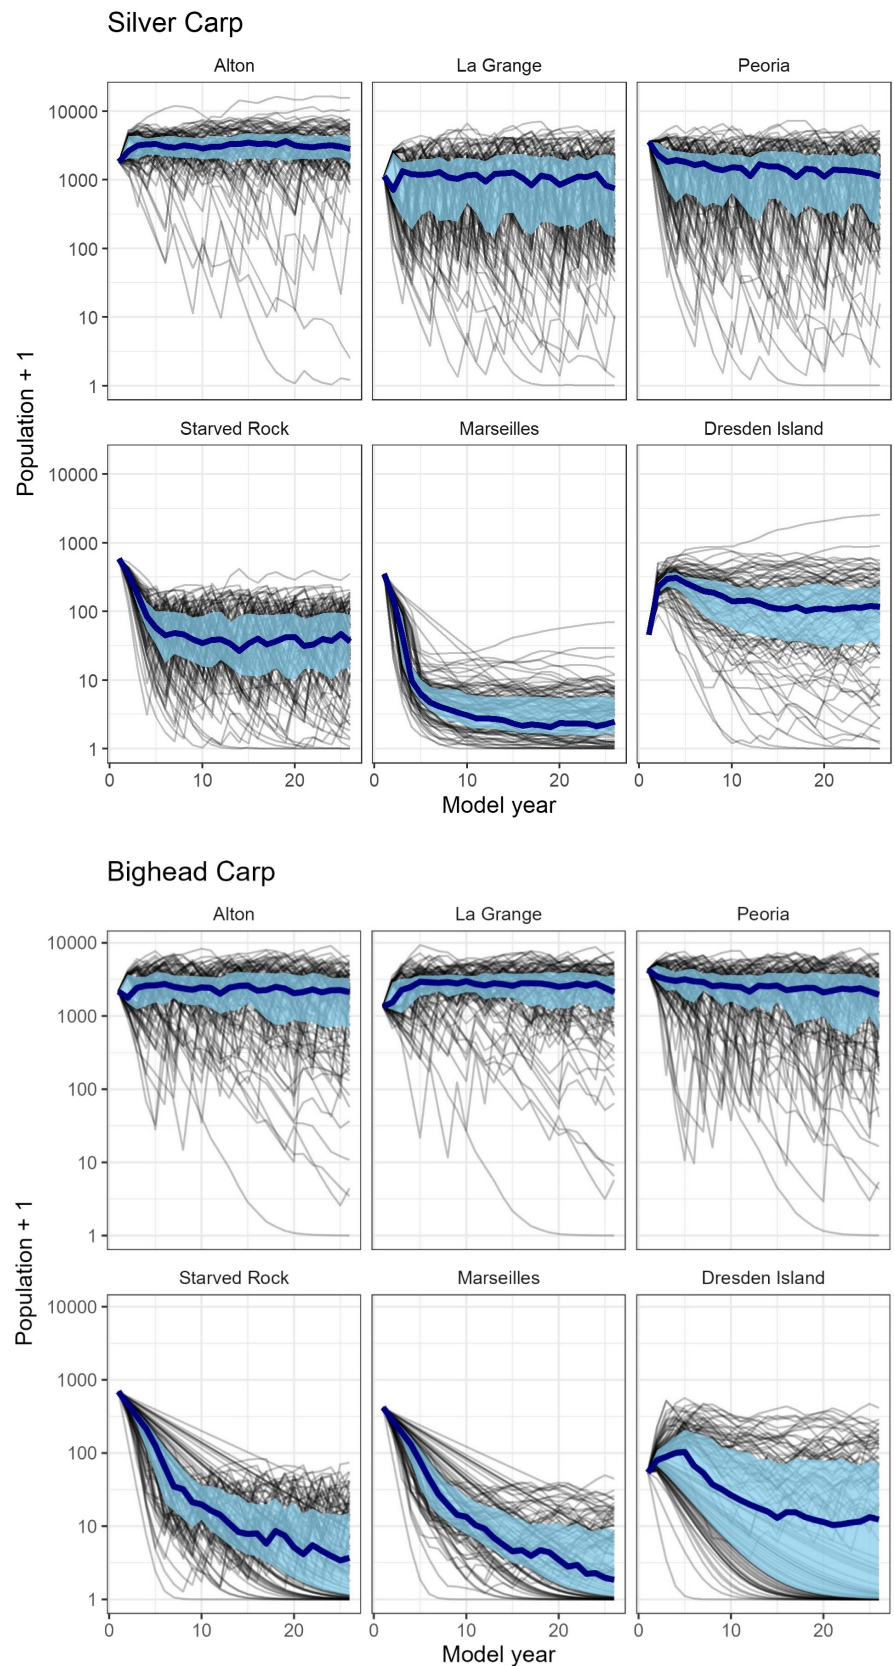 Silver Carp
Alton La Grange Peoria
10000
1000
100
10
1
Population + 1
Starved Rock Marseilles Dresden Island
10000
1000
100
10
1
0 10 20 0 10 20 0 10 20
Model year
Bighead Carp
Alton La Grange Peoria
10000
1000
100
10
1
Population + 1
Starved Rock Marseilles Dresden Island
10000
1000
100
10
1
0 10 20 0 10 20 0 10 20
Model year